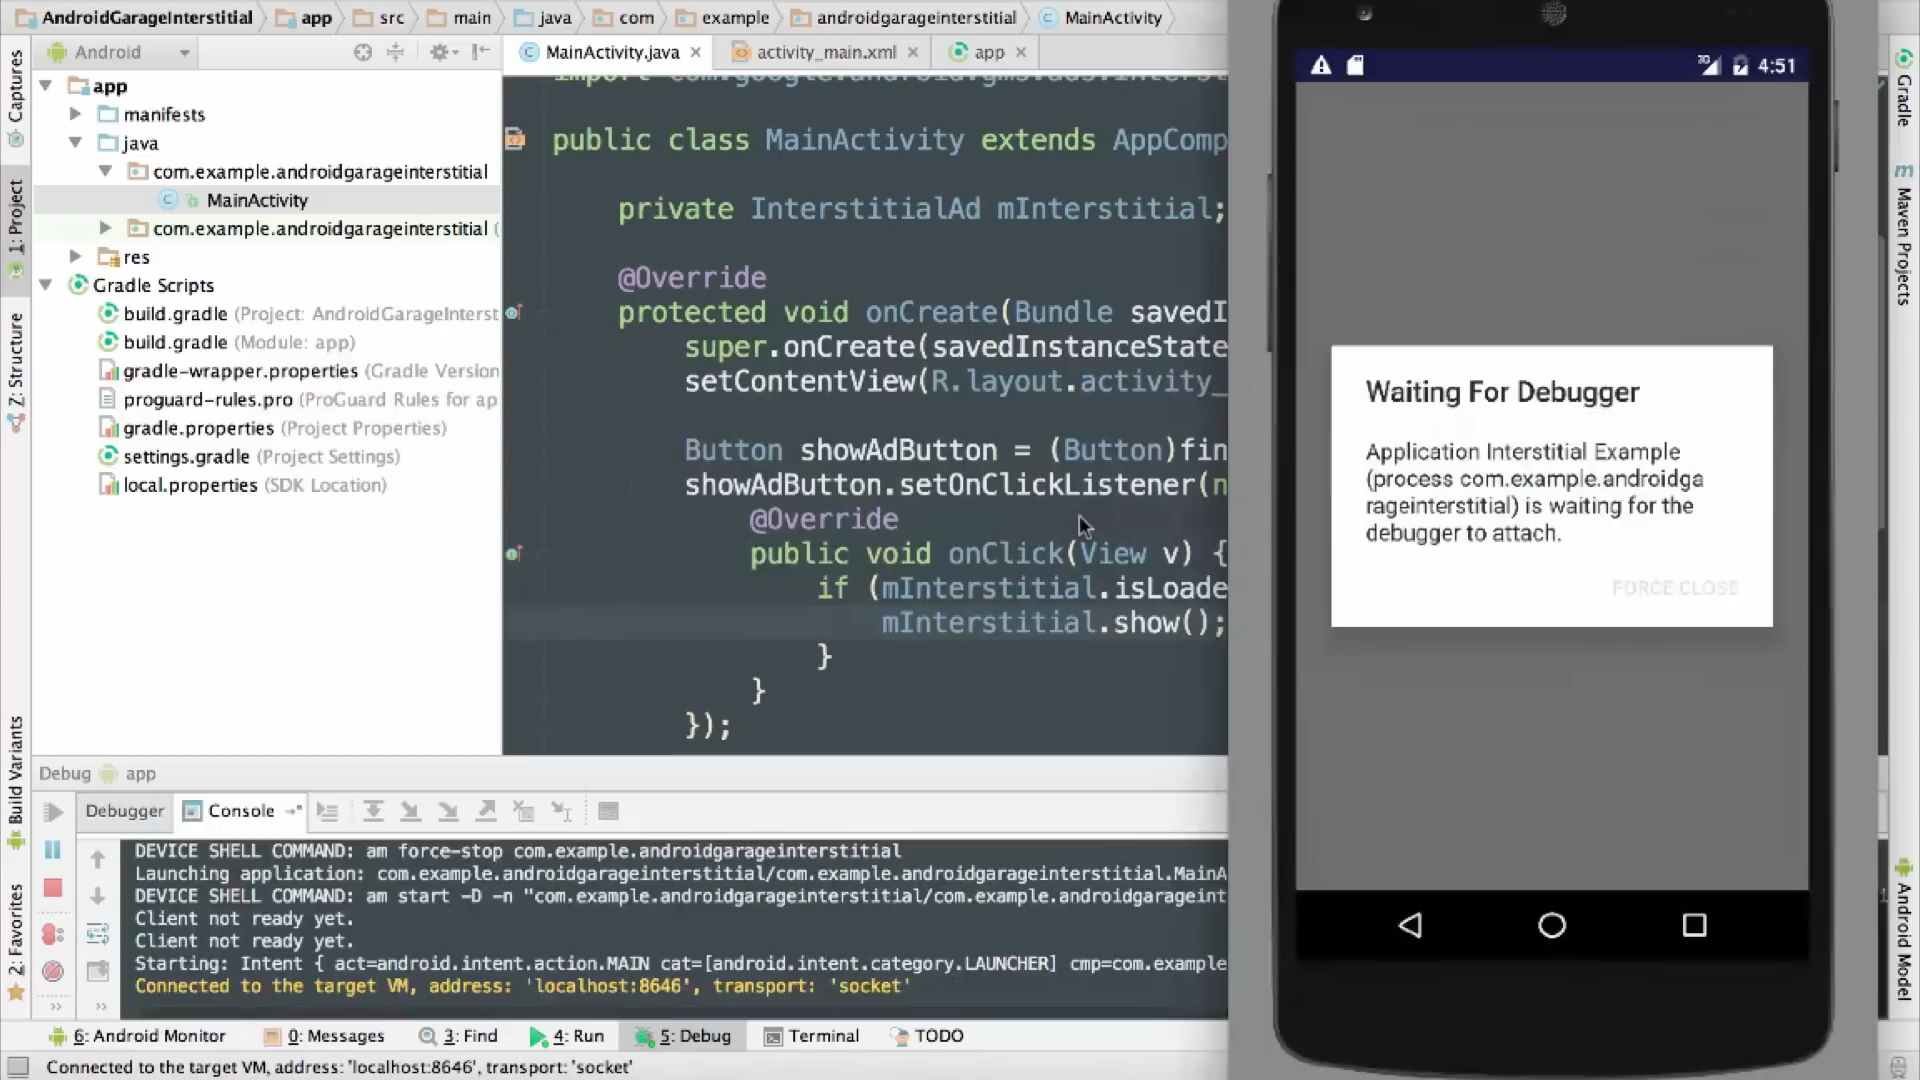 AndroidGarageInterstitial app src main java com example androidgarageinterstitial MainActivity
Android
MainActivity.java activity_main.xml app
Captures
1: Project
Z: Structure
Build Variants
2: Favorites
app
manifests
java
com.example.androidgarageinterstitial
MainActivity
com.example.androidgarageinterstitial (
res
Gradle Scripts
build.gradle (Project: AndroidGarageInterst
build.gradle (Module: app)
gradle-wrapper.properties (Gradle Version
proguard-rules.pro (ProGuard Rules for ap
gradle.properties (Project Properties)
settings.gradle (Project Settings)
local.properties (SDK Location)
import com.google.android.gms.ads.Interst
public class MainActivity extends AppComp
private InterstitialAd mInterstitial;
@Override
protected void onCreate(Bundle savedI
super.onCreate(savedInstanceState
setContentView(R.layout.activity_
Button showAdButton = (Button)fin
showAdButton.setOnClickListener(n
@Override
public void onClick(View v) {
if (mInterstitial.isLoade
mInterstitial.show();
}
}
});
4:51
Waiting For Debugger
Application Interstitial Example
(process com.example.androidga
rageinterstitial) is waiting for the
debugger to attach.
FORCE CLOSE
Gradle
Maven Projects
Android Model
Debug app
Debugger Console
DEVICE SHELL COMMAND: am force-stop com.example.androidgarageinterstitial
Launching application: com.example.androidgarageinterstitial/com.example.androidgarageinterstitial.MainA
DEVICE SHELL COMMAND: am start -D -n "com.example.androidgarageinterstitial/com.example.androidgarageint
Client not ready yet.
Client not ready yet.
Starting: Intent { act=android.intent.action.MAIN cat=[android.intent.category.LAUNCHER] cmp=com.example
Connected to the target VM, address: 'localhost:8646', transport: 'socket'
6: Android Monitor 0: Messages 3: Find 4: Run 5: Debug Terminal TODO
Connected to the target VM, address: 'localhost:8646', transport: 'socket'